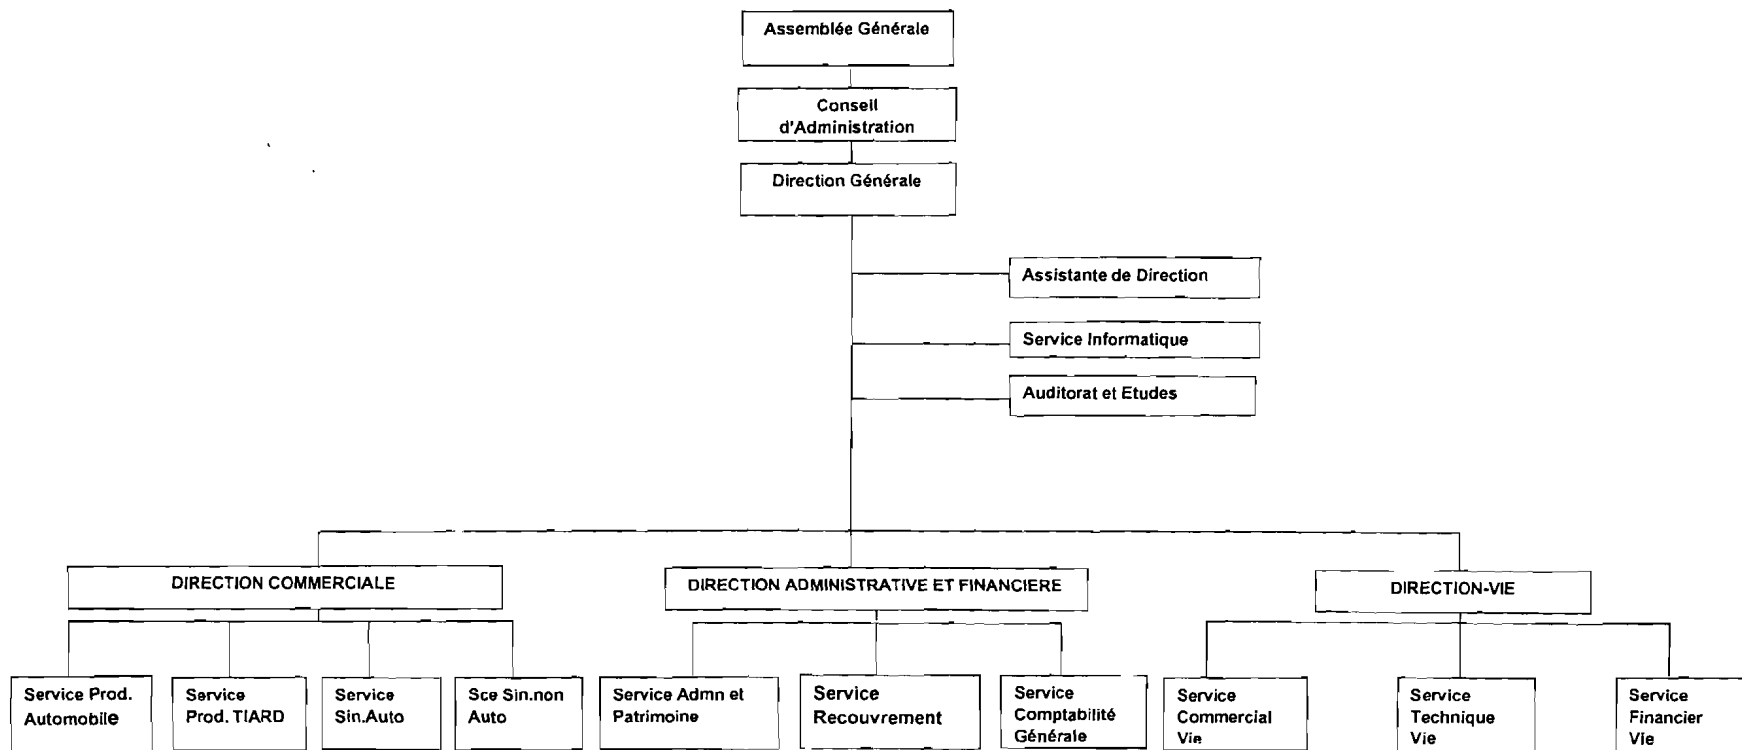 Assemblée Générale
Conseil
d'Administration
Direction Générale
Assistante de Direction
Service Informatique
Auditorat et Etudes
DIRECTION COMMERCIALE
DIRECTION ADMINISTRATIVE ET FINANCIERE
DIRECTION-VIE
Service Prod.
Automobile
Service
Prod. TIARD
Service
Sin.Auto
Sce Sin.non
Auto
Service Admn et
Patrimoine
Service
Recouvrement
Service
Comptabilité
Générale
Service
Commercial
Vie
Service
Technique
Vie
Service
Financier
Vie